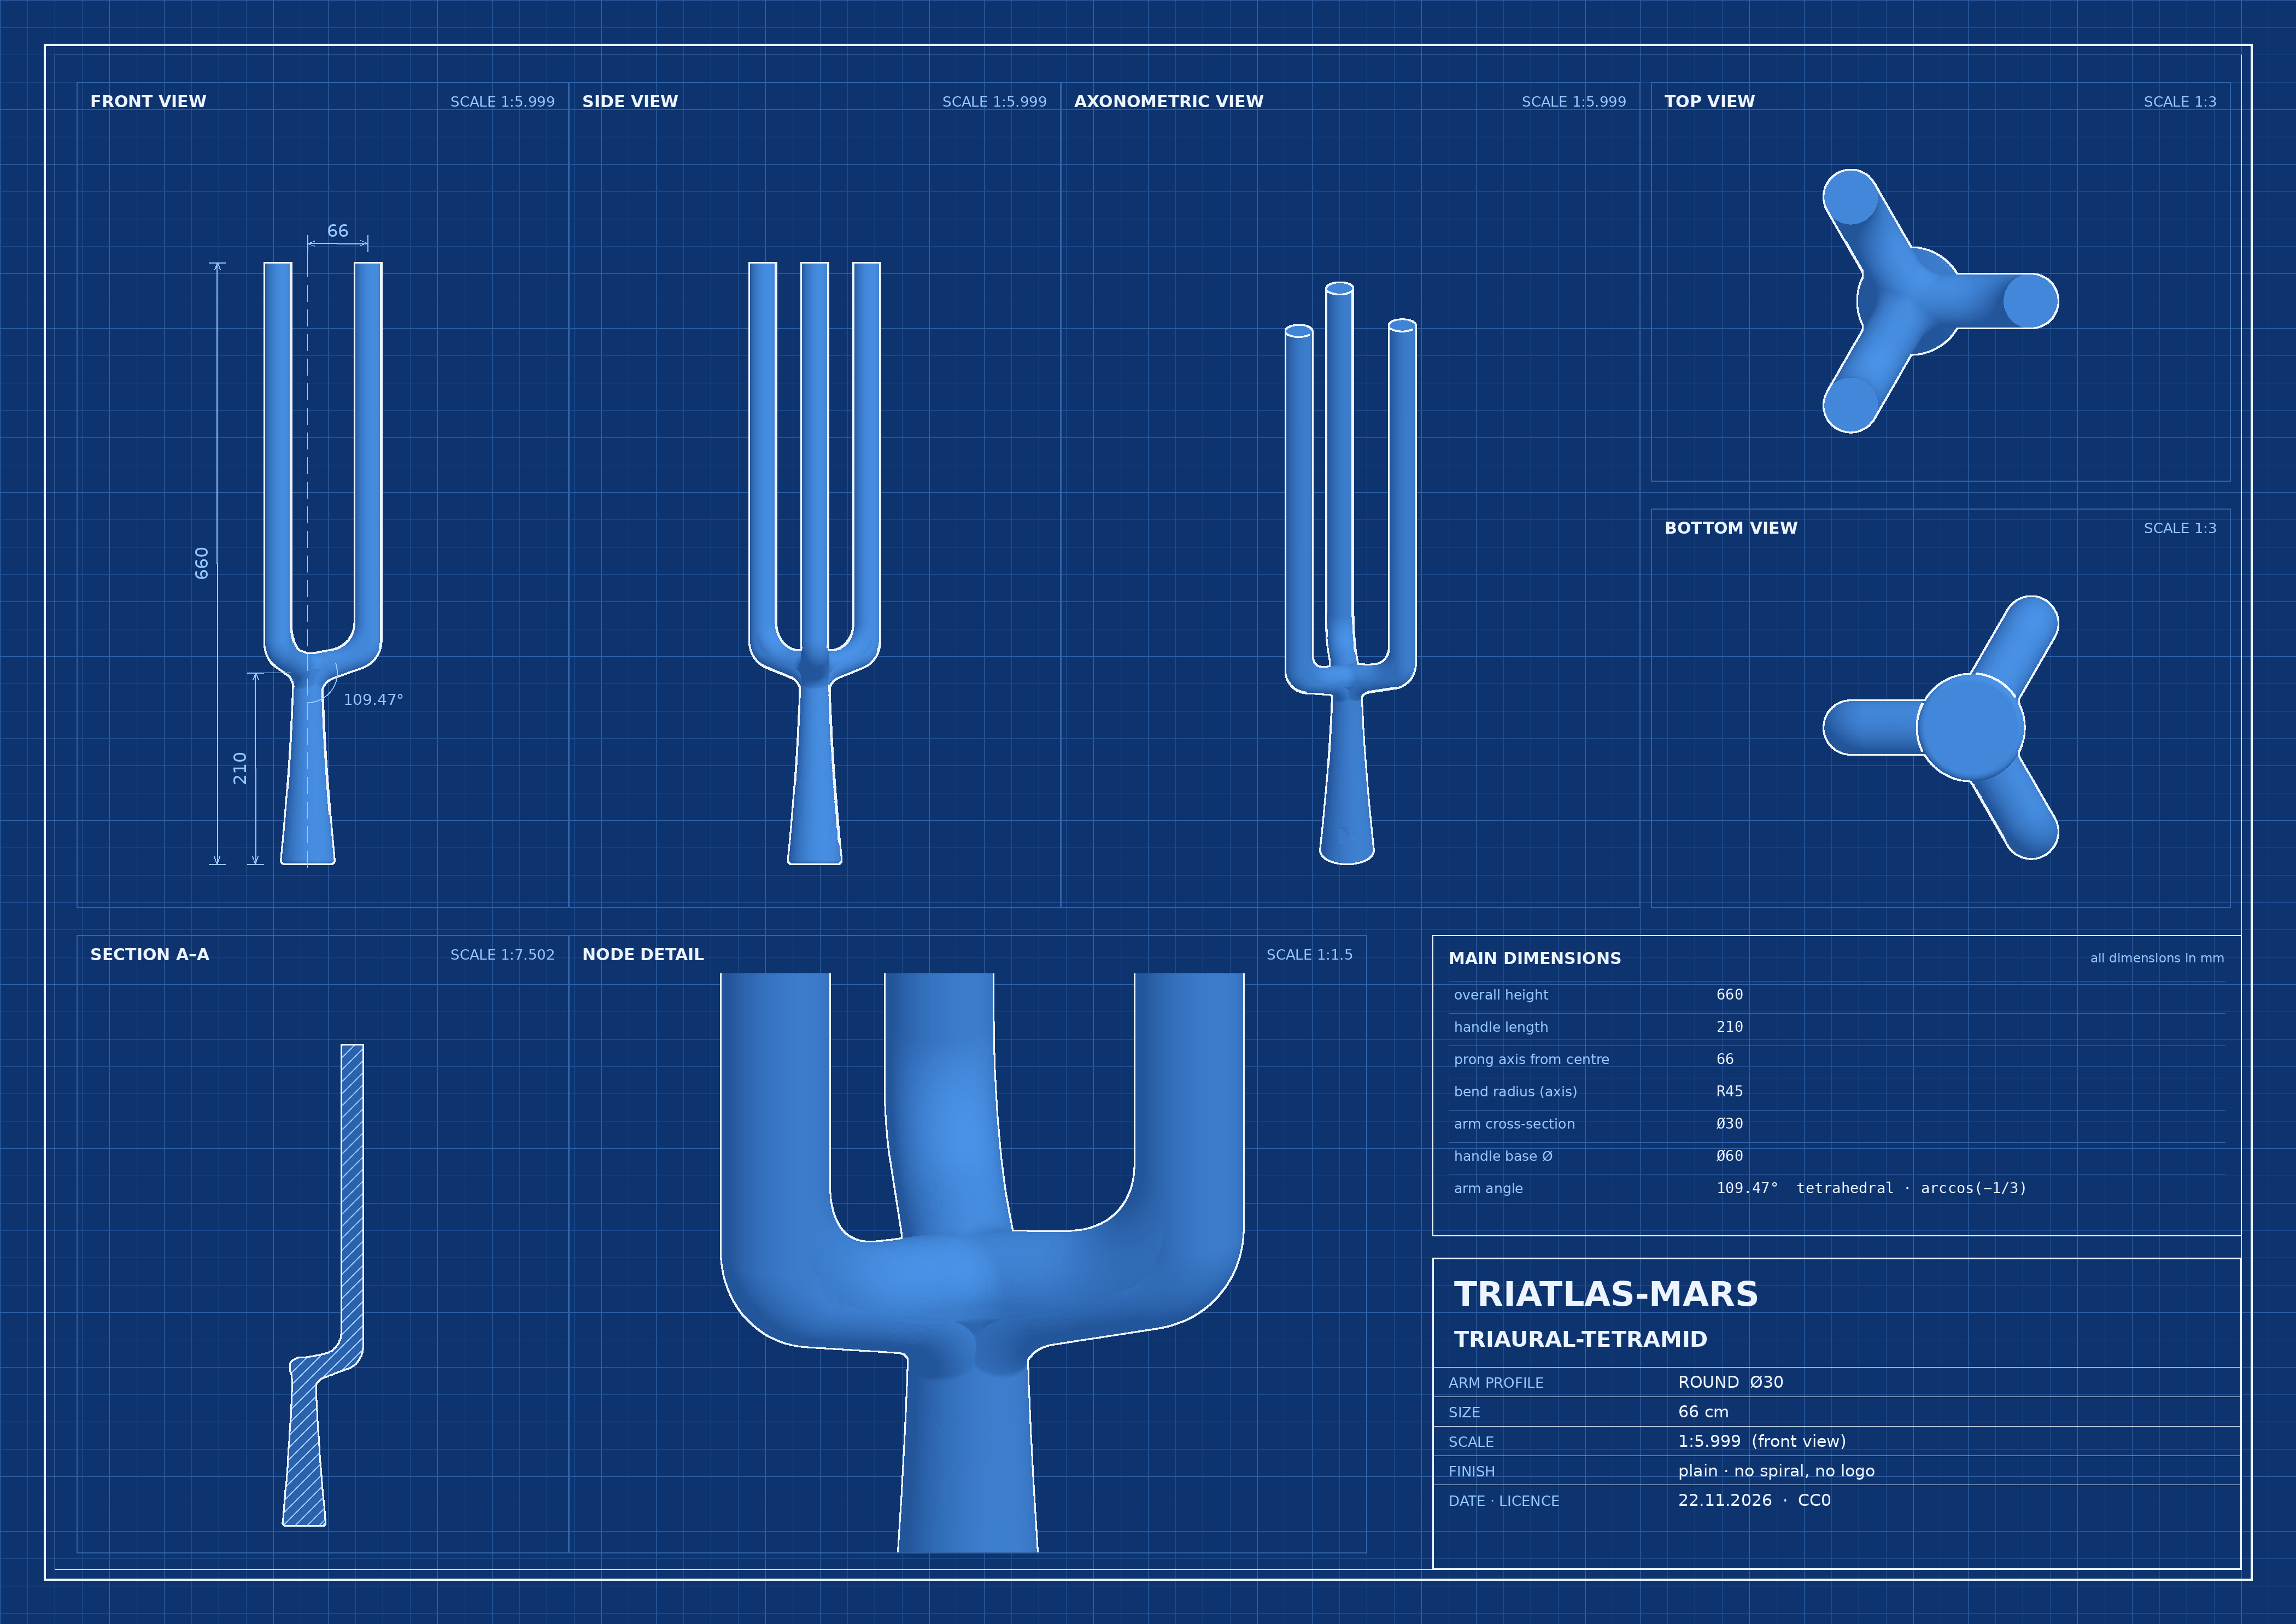 FRONT VIEW
SCALE 1:5.999
66
660
210
109.47°
SIDE VIEW
SCALE 1:5.999
AXONOMETRIC VIEW
SCALE 1:5.999
TOP VIEW
SCALE 1:3
BOTTOM VIEW
SCALE 1:3
SECTION A–A
SCALE 1:7.502
NODE DETAIL
SCALE 1:1.5
MAIN DIMENSIONS
all dimensions in mm
overall height 660
handle length 210
prong axis from centre 66
bend radius (axis) R45
arm cross-section Ø30
handle base Ø Ø60
arm angle 109.47° tetrahedral · arccos(−1/3)
TRIATLAS-MARS
TRIAURAL-TETRAMID
ARM PROFILE ROUND Ø30
SIZE 66 cm
SCALE 1:5.999 (front view)
FINISH plain · no spiral, no logo
DATE · LICENCE 22.11.2026 · CC0